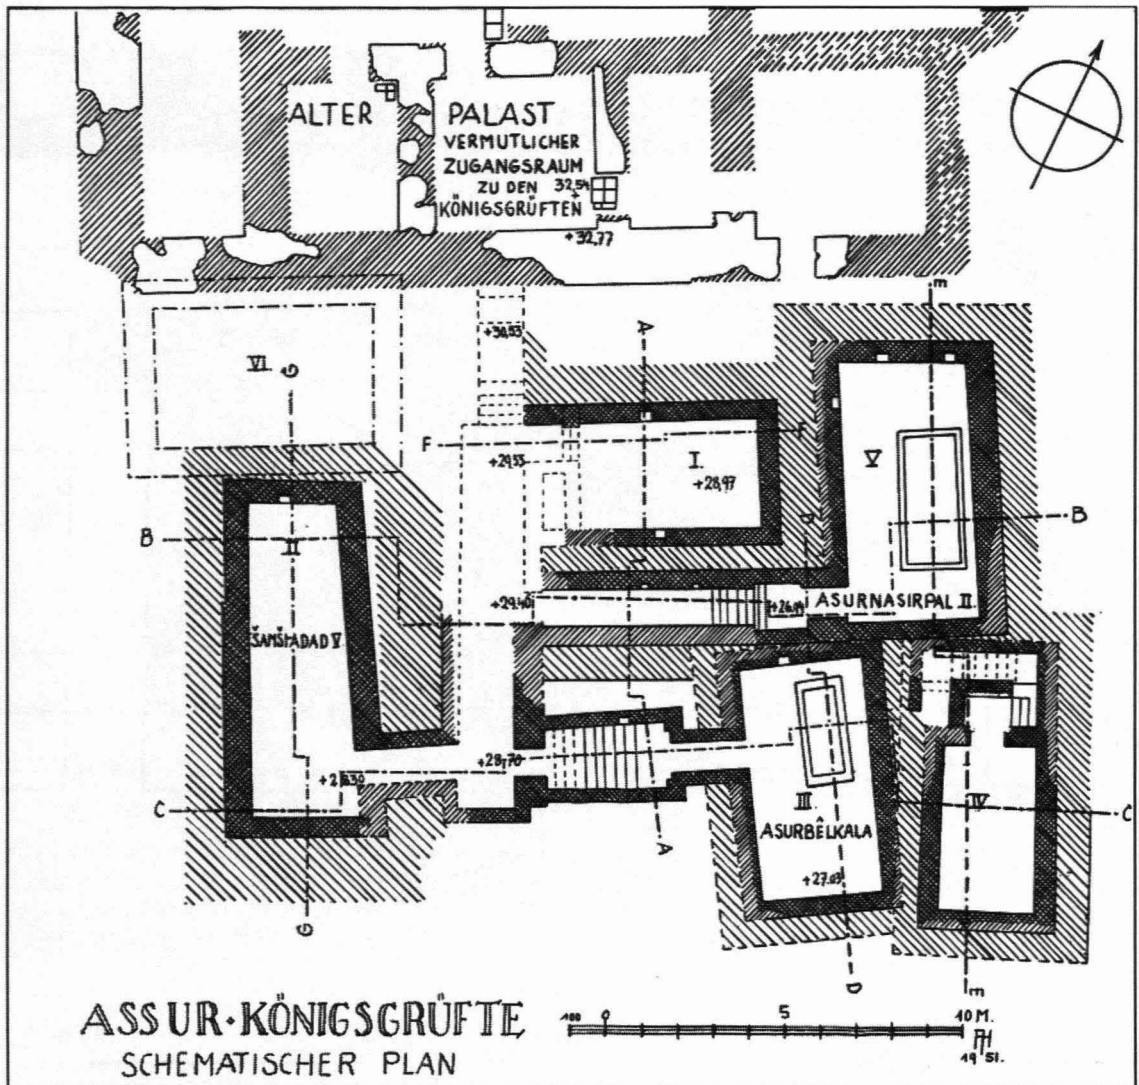 ALTER PALAST
VERMUTLICHER
ZUGANGSRAUM
ZU DEN
KÖNIGSGRÜFTEN
32,54
+
+32,77
m
+30,53
A
VI.
G
F
F
+29,53
I.
+28,97
V
D
B
B
II
+29.40
ASURNASIRPAL II.
ŠAMŠIADAD V.
+28,70
C
III.
IV
C
ASURBÊLKALA
A
+27.03
G
D
m
ASSUR·KÖNIGSGRÜFTE
SCHEMATISCHER PLAN
100 0 5 10 M.
19 51.